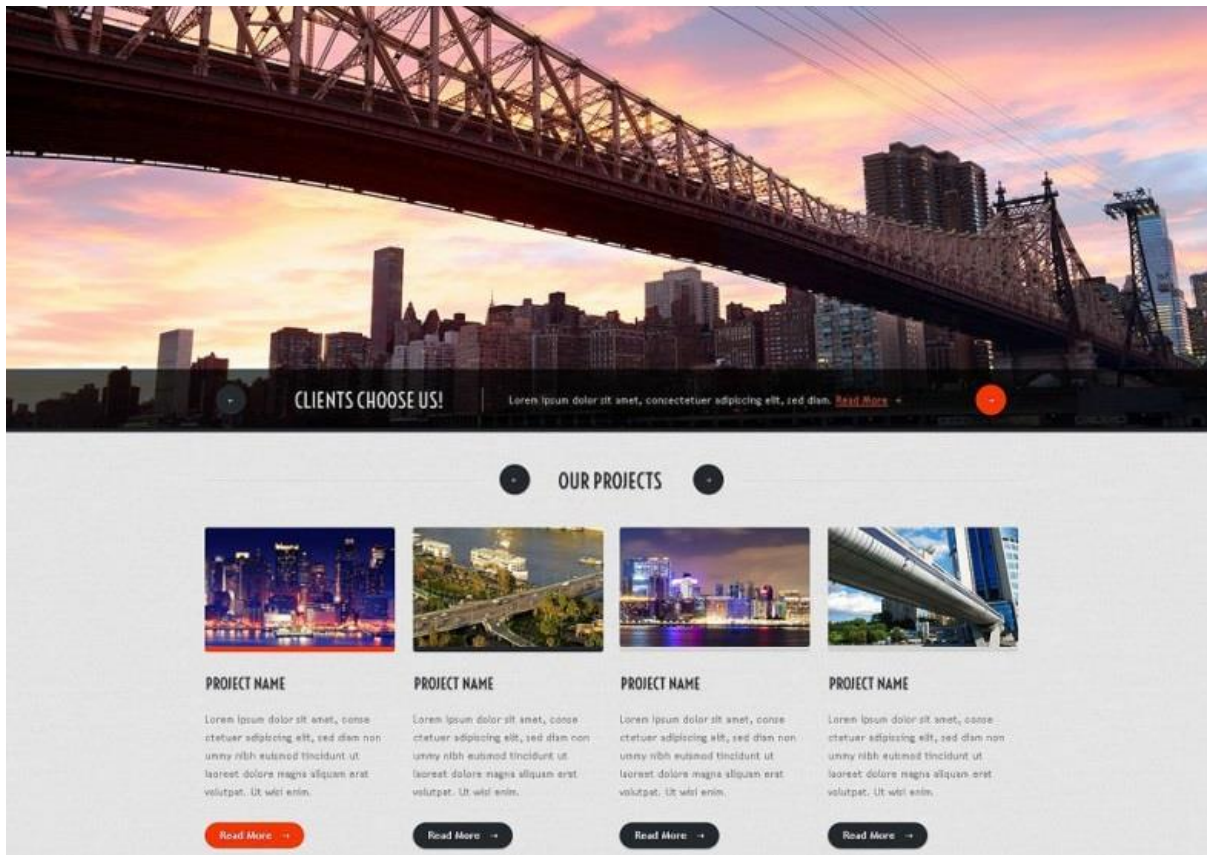 CLIENTS CHOOSE US!
Lorem ipsum dolor sit amet, consectetuer adipiscing elit, sed diam. Read More →
OUR PROJECTS
PROJECT NAME
Lorem ipsum dolor sit amet, conse
ctetuer adipiscing elit, sed diam non
ummy nibh euismod tincidunt ut
laoreet dolore magna aliquam erat
volutpat. Ut wisi enim.
Read More →
PROJECT NAME
Lorem ipsum dolor sit amet, conse
ctetuer adipiscing elit, sed diam non
ummy nibh euismod tincidunt ut
laoreet dolore magna aliquam erat
volutpat. Ut wisi enim.
Read More →
PROJECT NAME
Lorem ipsum dolor sit amet, conse
ctetuer adipiscing elit, sed diam non
ummy nibh euismod tincidunt ut
laoreet dolore magna aliquam erat
volutpat. Ut wisi enim.
Read More →
PROJECT NAME
Lorem ipsum dolor sit amet, conse
ctetuer adipiscing elit, sed diam non
ummy nibh euismod tincidunt ut
laoreet dolore magna aliquam erat
volutpat. Ut wisi enim.
Read More →